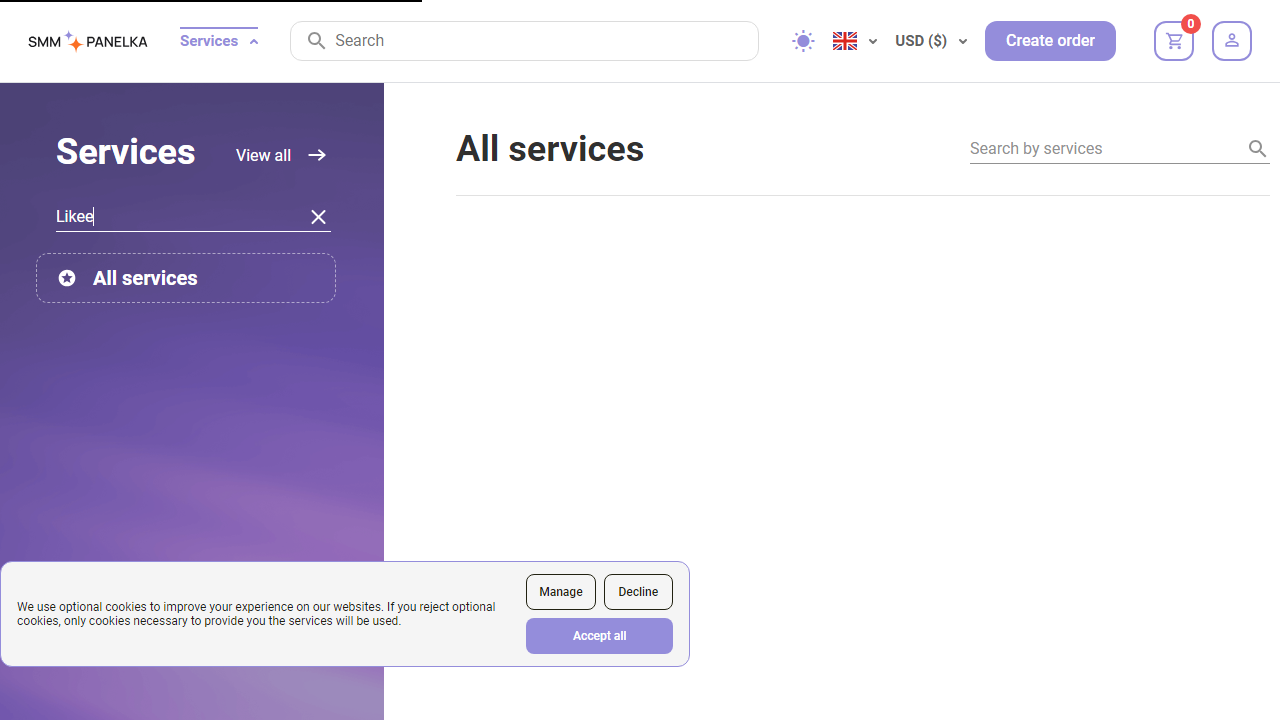 SMM PANELKA
Services
Search
USD ($)
Create order
0
Services
View all
Likee
All services
All services
Search by services
We use optional cookies to improve your experience on our websites. If you reject optional
cookies, only cookies necessary to provide you the services will be used.
Manage
Decline
Accept all